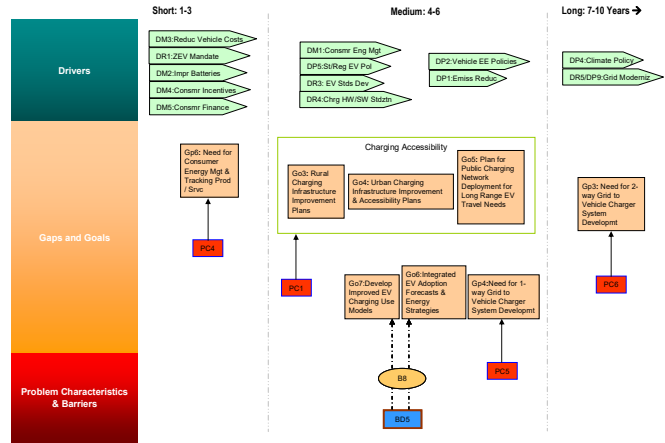 Short: 1-3
Medium: 4-6
Long: 7-10 Years →
Drivers
DM3:Reduc Vehicle Costs
DR1:ZEV Mandate
DM2:Impr Batteries
DM4:Consmr Incentives
DM5:Consmr Finance
DM1:Consmr Eng Mgt
DP5:St/Reg EV Pol
DR3: EV Stds Dev
DR4:Chrg HW/SW Stdztn
DP2:Vehicle EE Policies
DP1:Emiss Reduc
DP4:Climate Policy
DR5/DP9:Grid Moderniz
Gaps and Goals
Gp6: Need for
Consumer
Energy Mgt &
Tracking Prod
/ Srvc
PC4
Charging Accessibility
Go3: Rural
Charging
Infrastructure
Improvement
Plans
Go4: Urban Charging
Infrastructure Improvement
& Accessibility Plans
Go5: Plan for
Public Charging
Network
Deployment for
Long Range EV
Travel Needs
PC1
Go7:Develop
Improved EV
Charging Use
Models
Go6:Integrated
EV Adoption
Forecasts &
Energy
Strategies
Gp4:Need for 1-
way Grid to
Vehicle Charger
System Developmt
Gp3: Need for 2-
way Grid to
Vehicle Charger
System Developmt
PC6
Problem Characteristics
& Barriers
B8
PC5
BD5